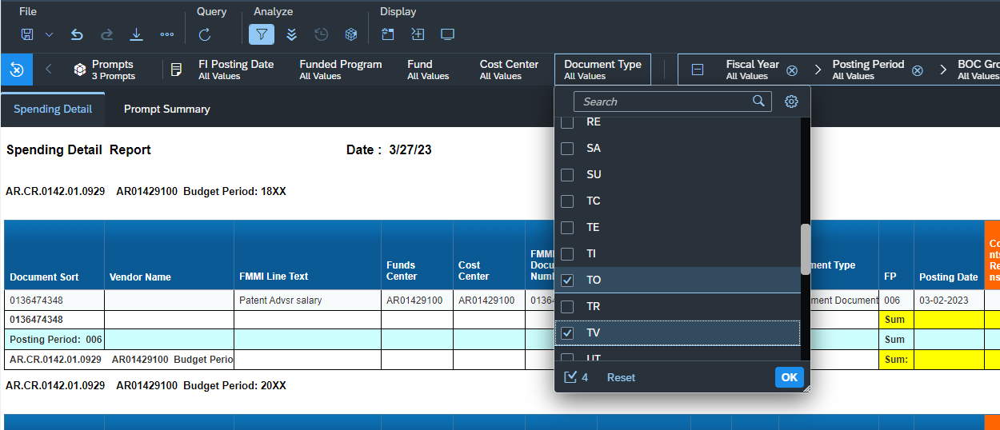 File
Query
Analyze
Display
Prompts
3 Prompts
FI Posting Date
All Values
Funded Program
All Values
Fund
All Values
Cost Center
All Values
Document Type
All Values
Fiscal Year
All Values
Posting Period
All Values
BOC Gro
All Values
Spending Detail
Prompt Summary
Search
RE
SA
SU
TC
TE
TI
TO
TR
TV
UT
4
Reset
OK
Spending Detail Report
Date : 3/27/23
AR.CR.0142.01.0929 AR01429100 Budget Period: 18XX
Document Sort
Vendor Name
FMMI Line Text
Funds
Center
Cost
Center
FMMI
Docu
Numb
ment Type
FP
Posting Date
Co
nts
Re
ns
0136474348
Patent Advsr salary
AR01429100
AR01429100
0136
ment Document
006
03-02-2023
0136474348
Sum
Posting Period: 006
Sum
AR.CR.0142.01.0929 AR01429100 Budget Perio
Sum:
AR.CR.0142.01.0929 AR01429100 Budget Period: 20XX